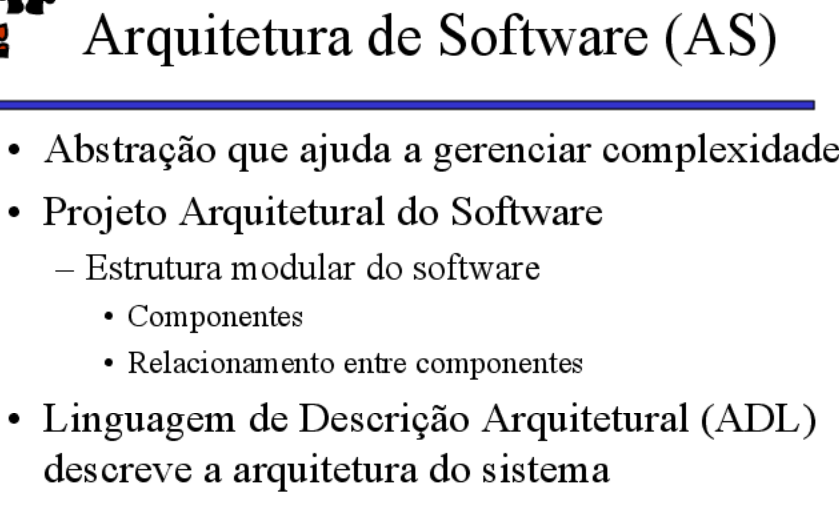 Arquitetura de Software (AS)
• Abstração que ajuda a gerenciar complexidade
• Projeto Arquitetural do Software
– Estrutura modular do software
• Componentes
• Relacionamento entre componentes
• Linguagem de Descrição Arquitetural (ADL)
descreve a arquitetura do sistema